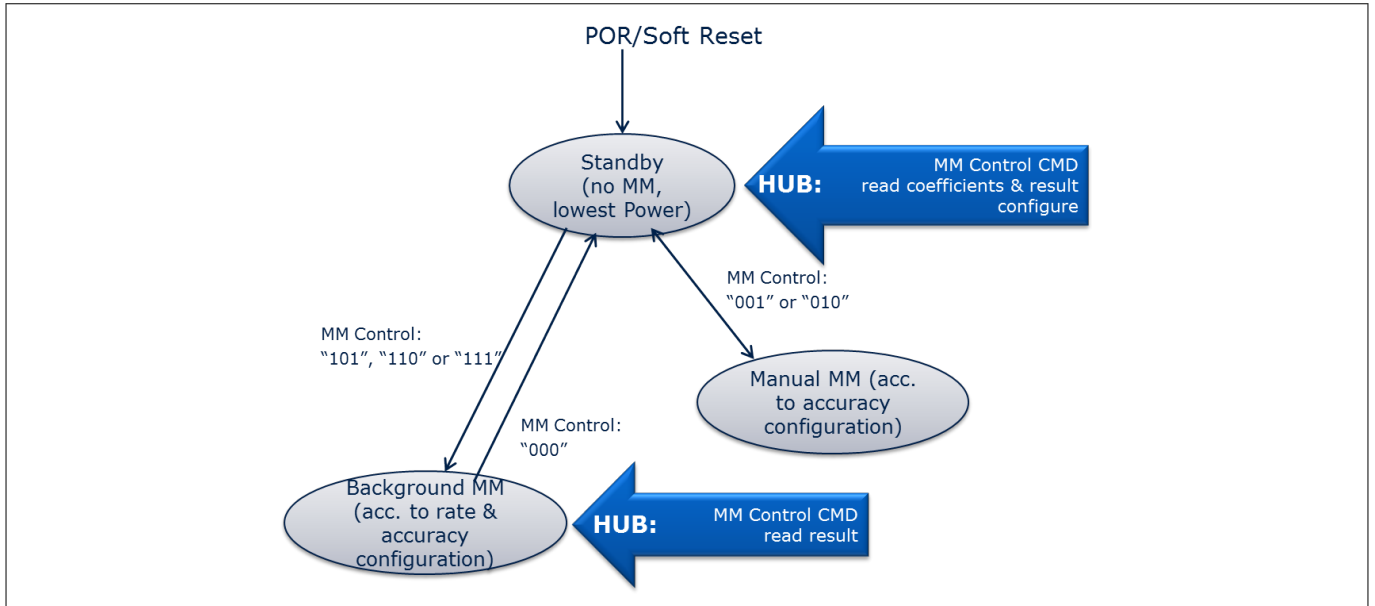 POR/Soft Reset
Standby
(no MM,
lowest Power)
HUB:
MM Control CMD
read coefficients & result
configure
MM Control:
“001” or “010”
MM Control:
“101”, “110” or “111”
Manual MM (acc.
to accuracy
configuration)
MM Control:
“000”
Background MM
(acc. to rate &
accuracy
configuration)
HUB:
MM Control CMD
read result